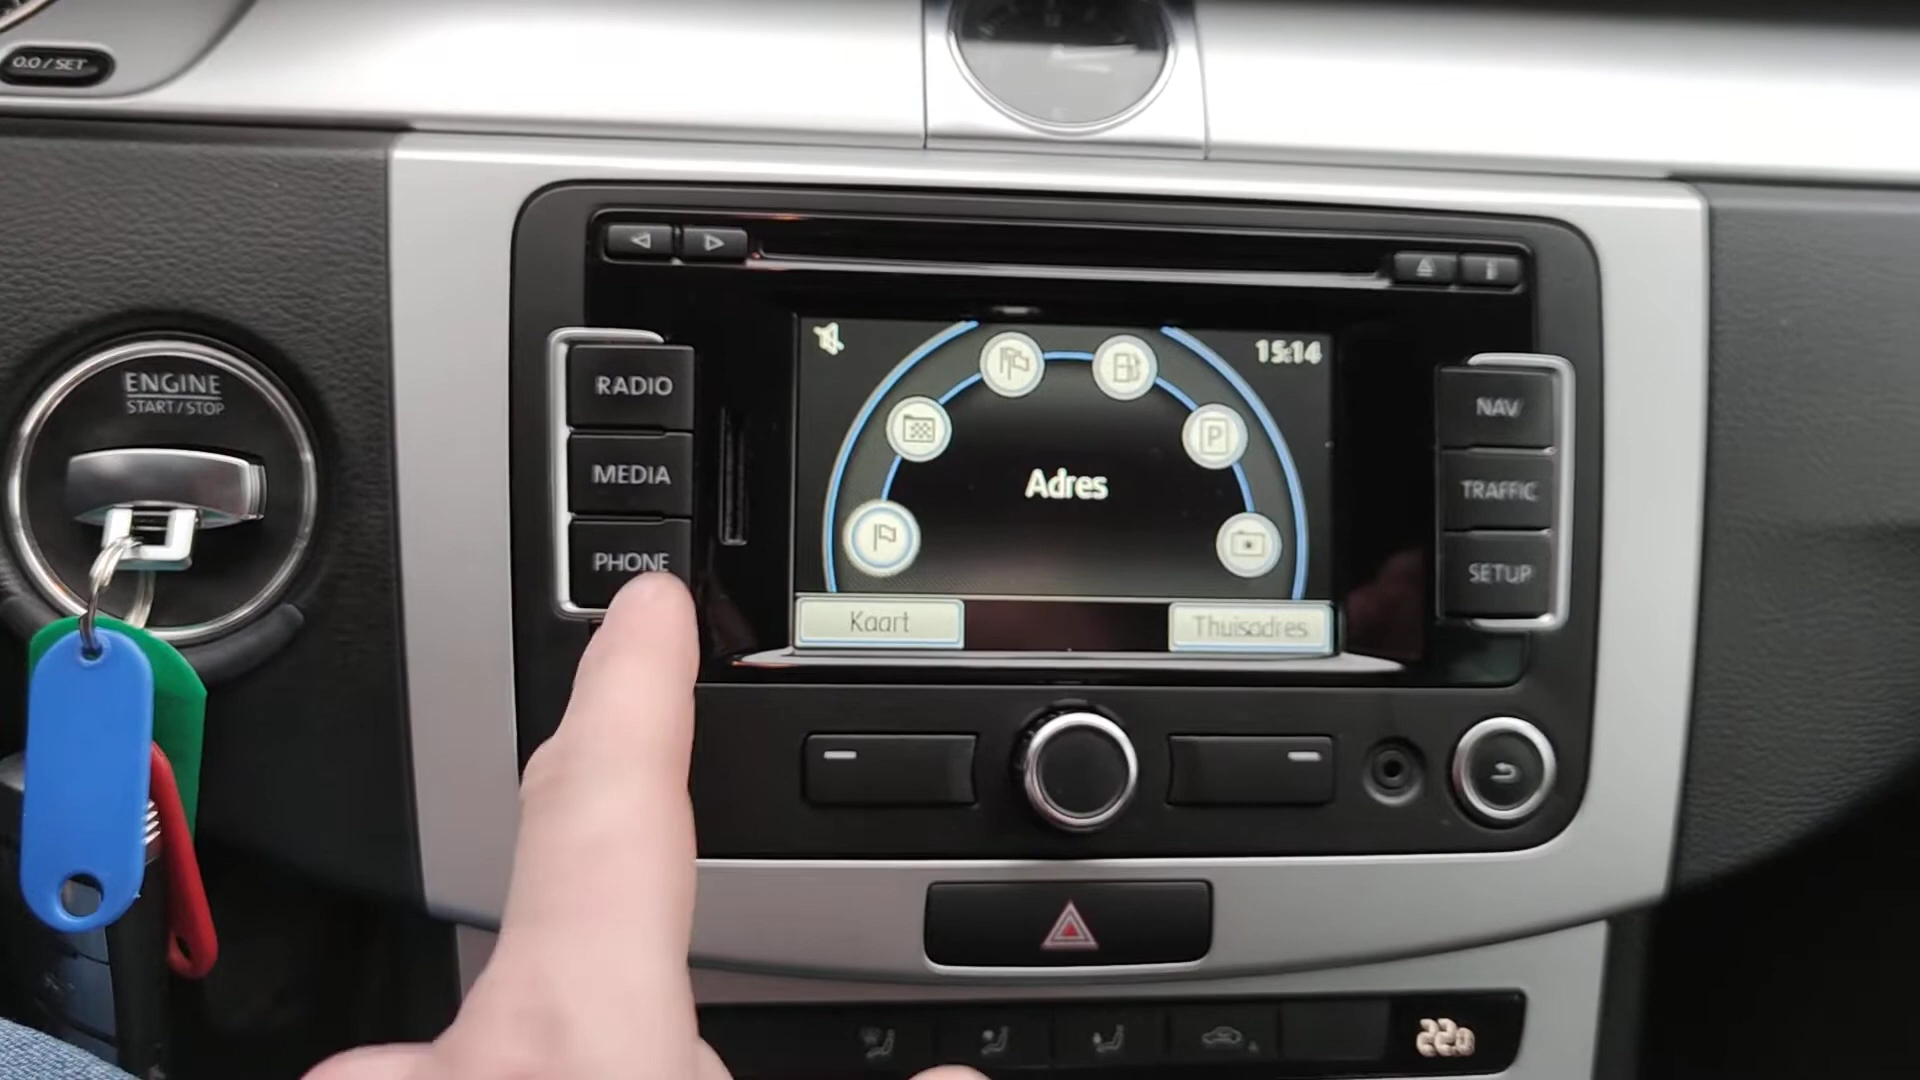 0.0 / SET
ENGINE
START / STOP
RADIO
MEDIA
PHONE
15:14
P
Adres
Kaart
Thuisadres
NAV
TRAFFIC
SETUP
22.0